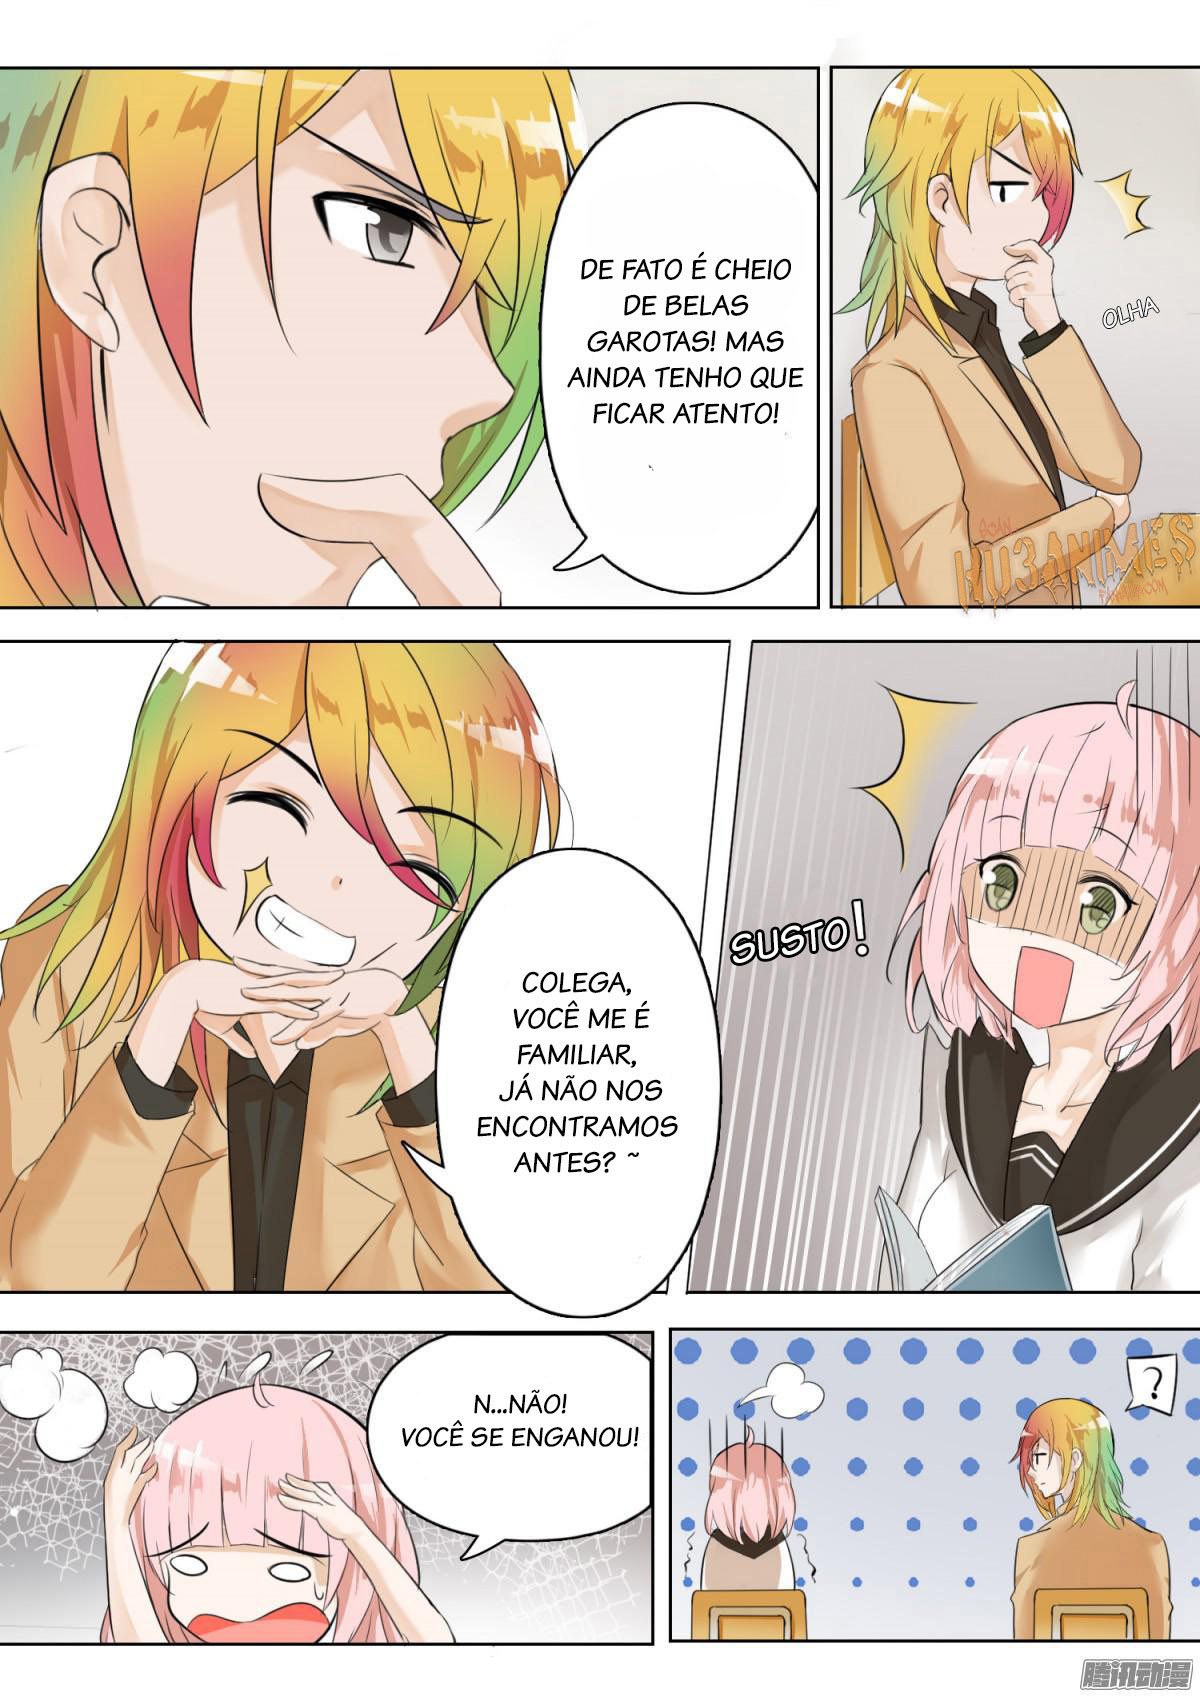 DE FATO É CHEIO
DE BELAS
GAROTAS! MAS
AINDA TENHO QUE
FICAR ATENTO!
OLHA
SCAN
HU3ANIMES
COLEGA,
VOCÊ ME É
FAMILIAR,
JÁ NÃO NOS
ENCONTRAMOS
ANTES? ~
SUSTO!
N...NÃO!
VOCÊ SE ENGANOU!
?
腾讯动漫